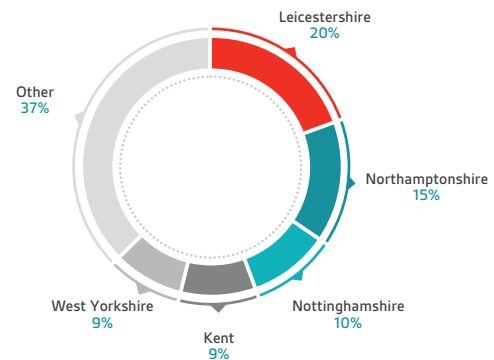 Leicestershire
20%
Other
37%
Northamptonshire
15%
West Yorkshire
9%
Nottinghamshire
10%
Kent
9%